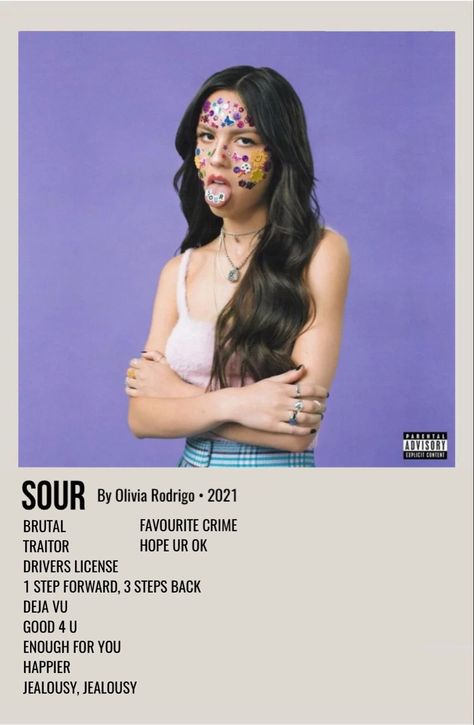 PARENTAL
ADVISORY
EXPLICIT CONTENT
SOUR By Olivia Rodrigo • 2021
BRUTAL
TRAITOR
DRIVERS LICENSE
1 STEP FORWARD, 3 STEPS BACK
DEJA VU
GOOD 4 U
ENOUGH FOR YOU
HAPPIER
JEALOUSY, JEALOUSY
FAVOURITE CRIME
HOPE UR OK